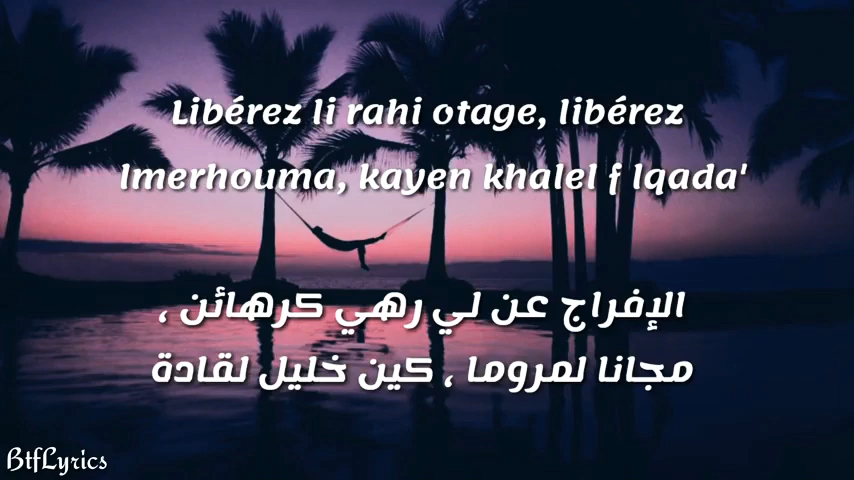 Libérez li rahi otage, libérez
lmerhouma, kayen khalel f lqada'
الإفراج عن لي رهي كرهائن ،
مجانا لمروما ، كين خليل لقادة
BtfLyrics